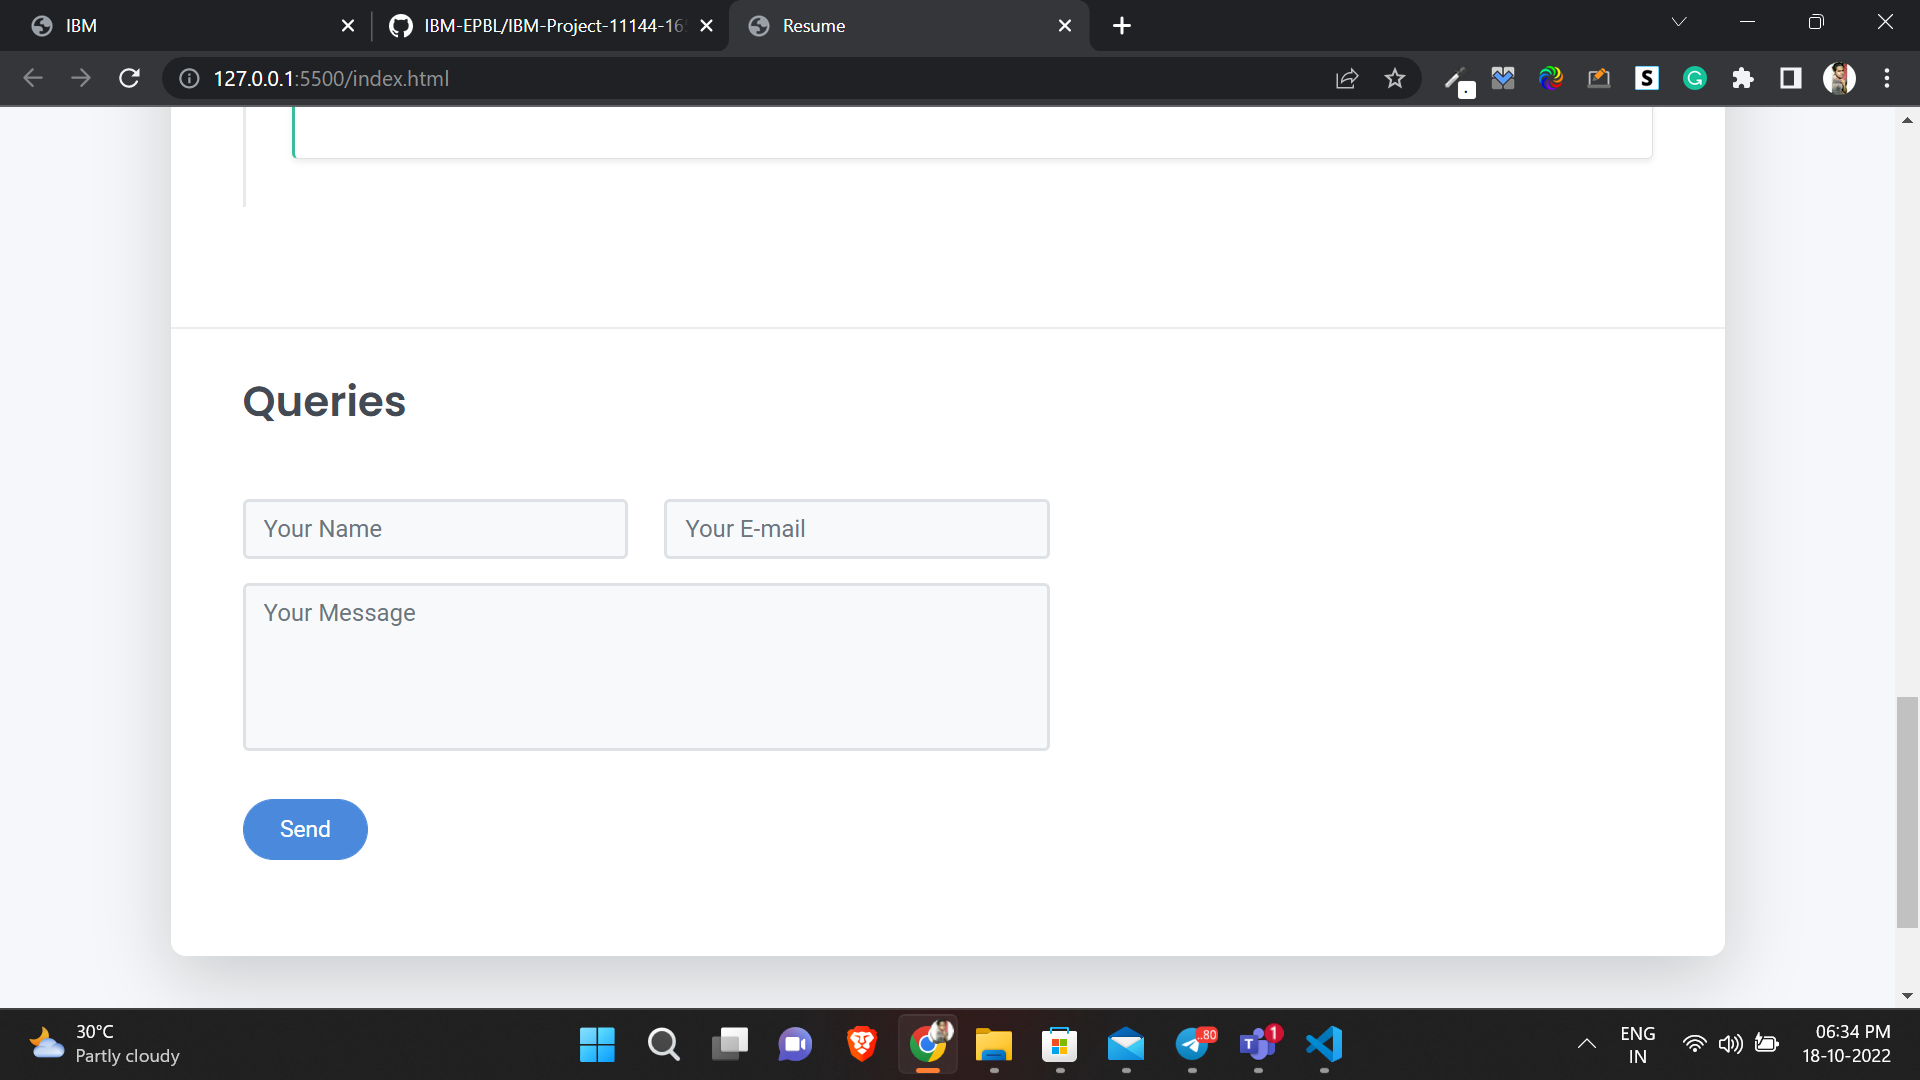 IBM
IBM-EPBL/IBM-Project-11144-16
Resume
127.0.0.1:5500/index.html
Queries
Your Name
Your E-mail
Your Message
Send
30°C
Partly cloudy
..80
1
ENG
IN
06:34 PM
18-10-2022